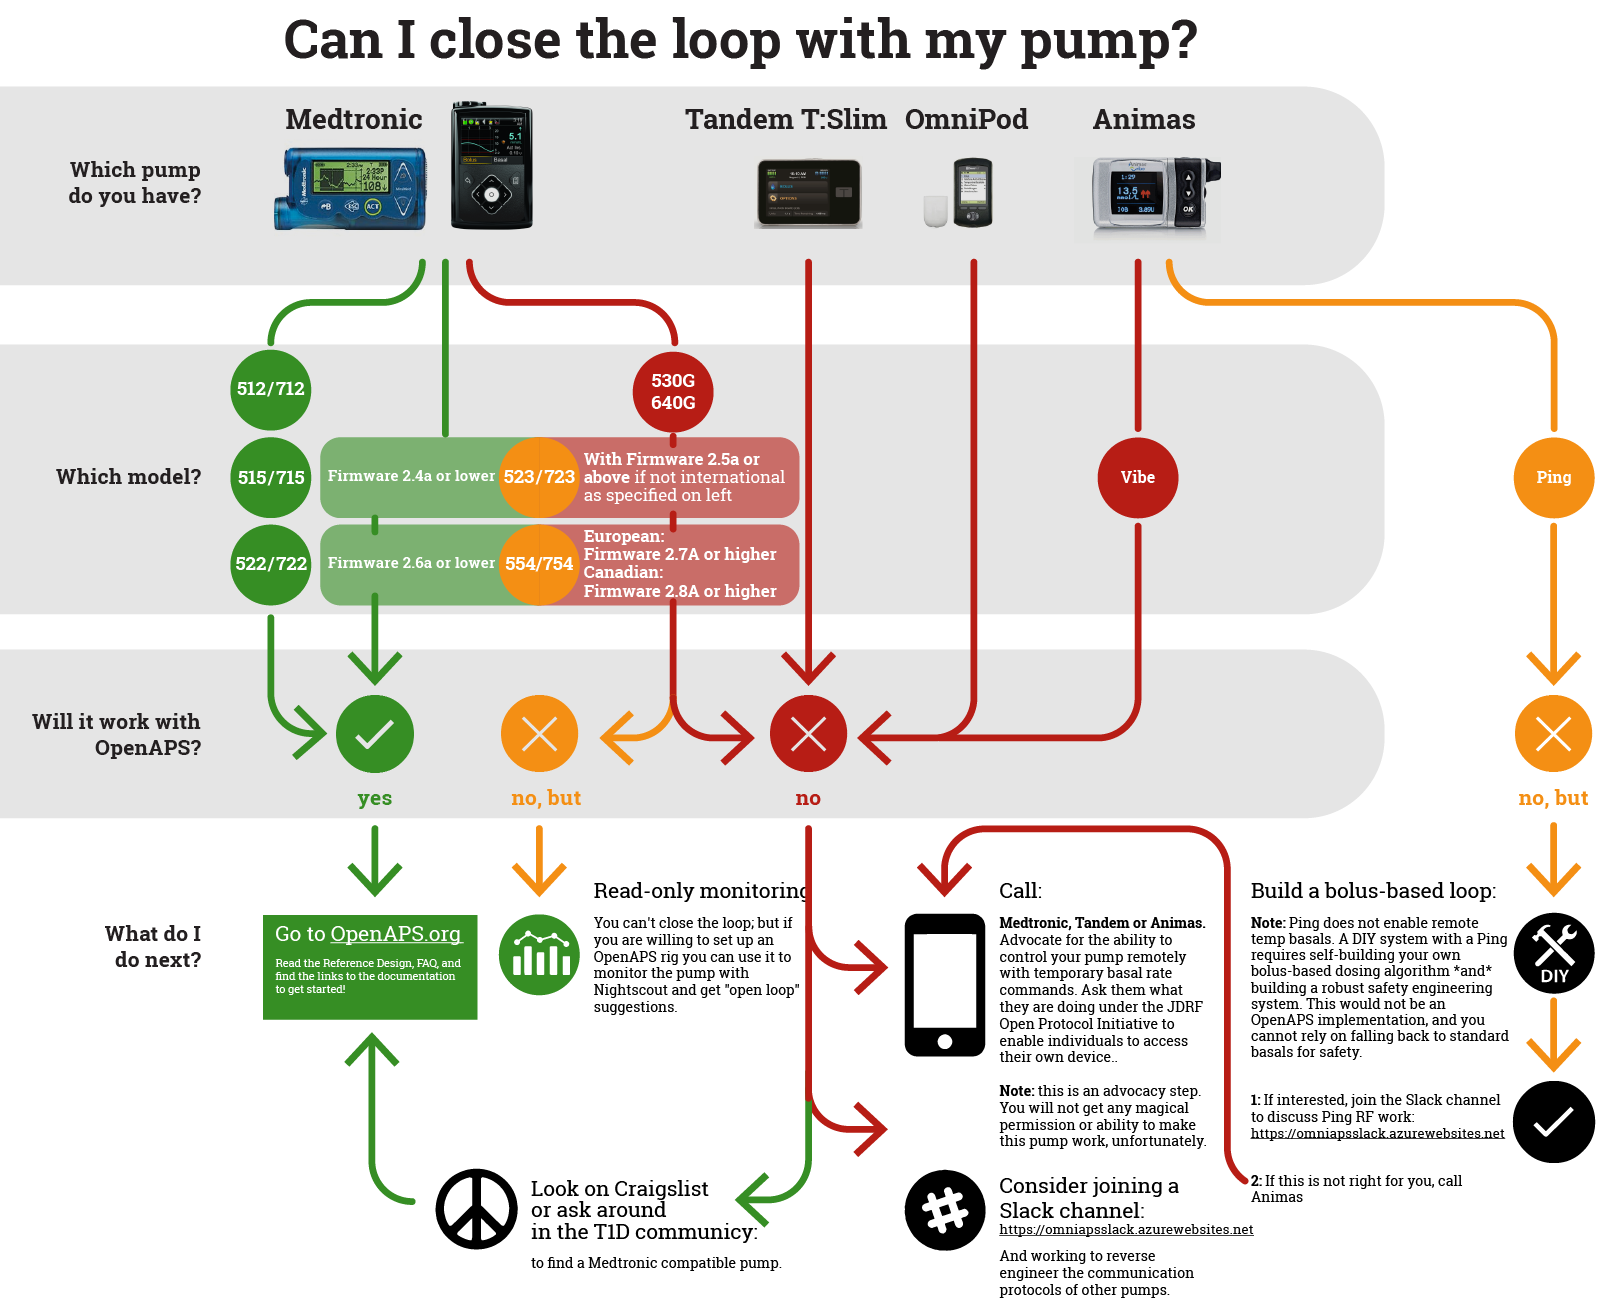 Can I close the loop with my pump?
Medtronic
Tandem T:Slim
OmniPod
Animas
Which pump
do you have?
512/712
530G
640G
Which model?
515/715
Firmware 2.4a or lower
523/723
With Firmware 2.5a or
above if not international
as specified on left
Vibe
Ping
522/722
Firmware 2.6a or lower
554/754
European:
Firmware 2.7A or higher
Canadian:
Firmware 2.8A or higher
Will it work with
OpenAPS?
yes
no, but
no
no, but
What do I
do next?
Go to OpenAPS.org
Read the Reference Design, FAQ, and
find the links to the documentation
to get started!
Read-only monitoring
You can't close the loop; but if
you are willing to set up an
OpenAPS rig you can use it to
monitor the pump with
Nightscout and get "open loop"
suggestions.
Call:
Medtronic, Tandem or Animas.
Advocate for the ability to
control your pump remotely
with temporary basal rate
commands. Ask them what
they are doing under the JDRF
Open Protocol Initiative to
enable individuals to access
their own device..
Note: this is an advocacy step.
You will not get any magical
permission or ability to make
this pump work, unfortunately.
Build a bolus-based loop:
Note: Ping does not enable remote
temp basals. A DIY system with a Ping
requires self-building your own
bolus-based dosing algorithm *and*
building a robust safety engineering
system. This would not be an
OpenAPS implementation, and you
cannot rely on falling back to standard
basals for safety.
DIY
1: If interested, join the Slack channel
to discuss Ping RF work:
https://omniapsslack.azurewebsites.net
2: If this is not right for you, call
Animas
Look on Craigslist
or ask around
in the T1D communicy:
to find a Medtronic compatible pump.
Consider joining a
Slack channel:
https://omniapsslack.azurewebsites.net
And working to reverse
engineer the communication
protocols of other pumps.